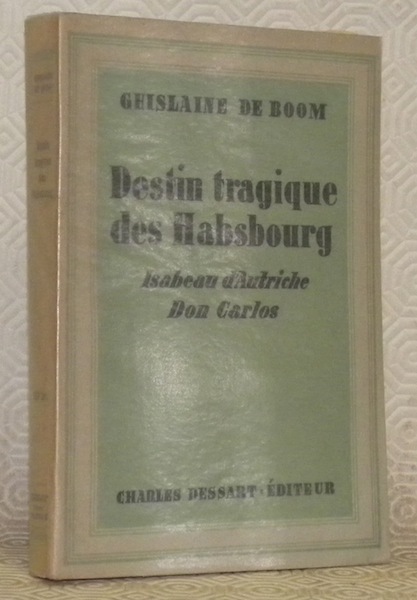 GHISLAINE DE BOOM
Destin tragique
des Habsbourg
Isabeau d'Autriche
Don Carlos
CHARLES DESSART · ÉDITEUR